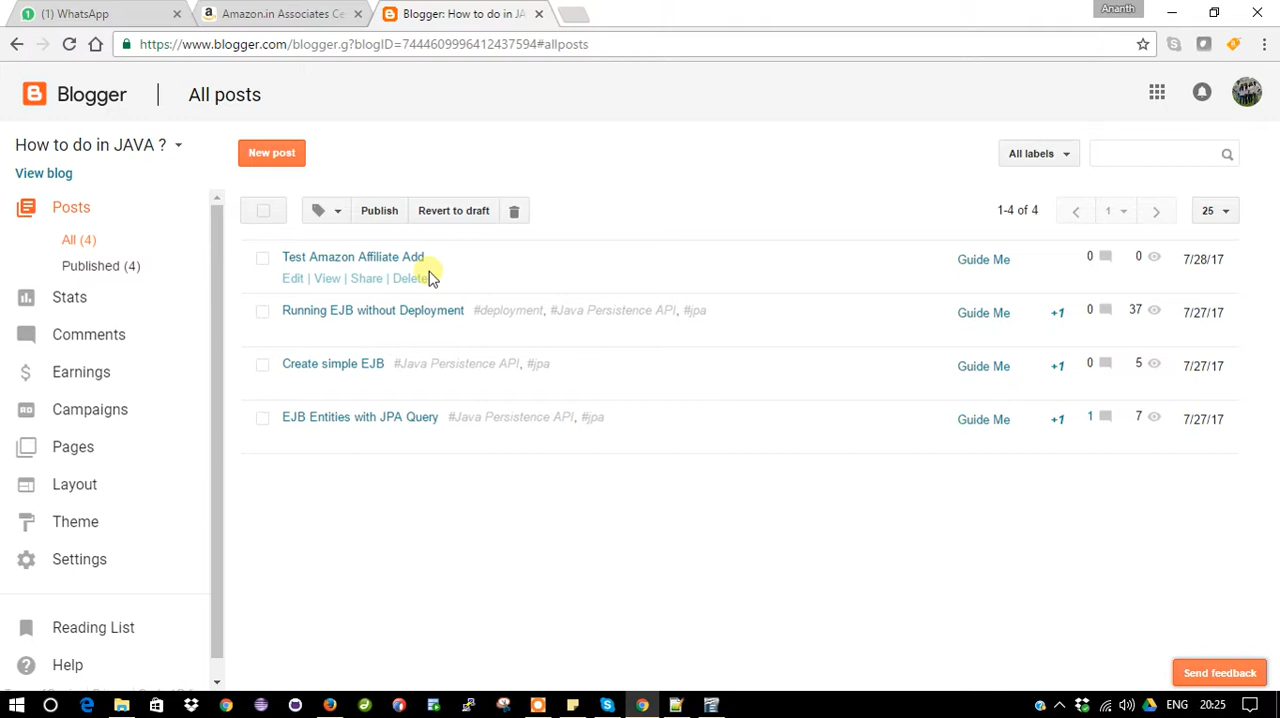 (1) WhatsApp
Amazon.in Associates Ce
Blogger: How to do in JA
Ananth
https://www.blogger.com/blogger.g?blogID=7444609996412437594#allposts
Blogger
All posts
How to do in JAVA ?
View blog
New post
All labels
Publish
Revert to draft
1-4 of 4
1
25
Posts
All (4)
Published (4)
Stats
Comments
Earnings
Campaigns
Pages
Layout
Theme
Settings
Reading List
Help
Test Amazon Affiliate Add
Guide Me
0
0
7/28/17
Edit | View | Share | Delete
Running EJB without Deployment #deployment, #Java Persistence API, #jpa
Guide Me
+1
0
37
7/27/17
Create simple EJB #Java Persistence API, #jpa
Guide Me
+1
0
5
7/27/17
EJB Entities with JPA Query #Java Persistence API, #jpa
Guide Me
+1
1
7
7/27/17
Send feedback
ENG
20:25